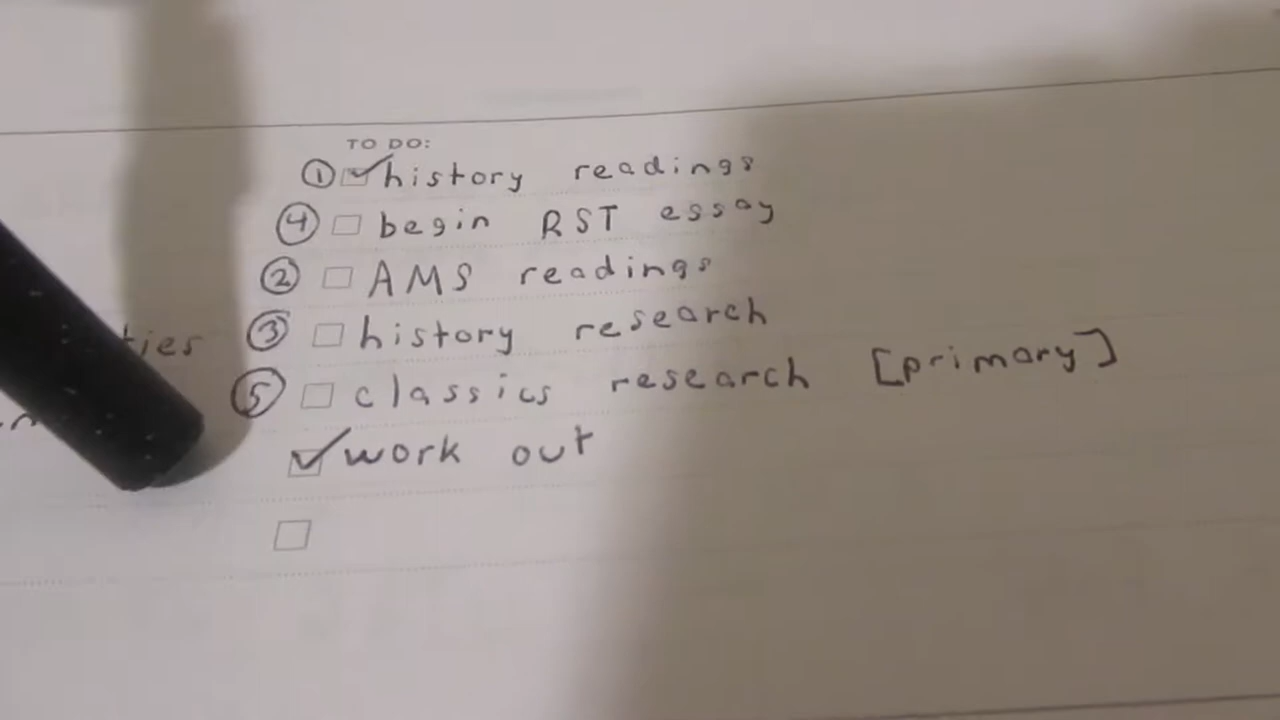 TO DO:
① ☑ history readings
④ ☐ begin RST essay
② ☐ AMS readings
③ ☐ history research
⑤ ☐ classics research [primary]
☑ work out
☐